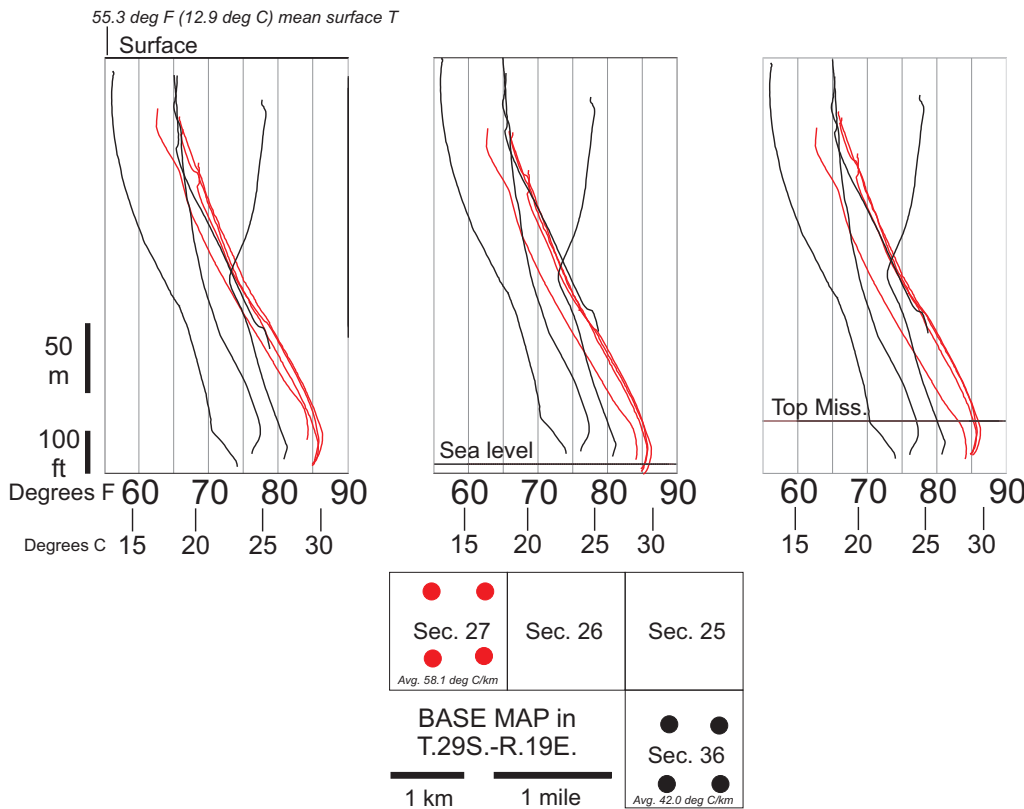 55.3 deg F (12.9 deg C) mean surface T
Surface
50
m
100
ft
Sea level
Top Miss.
Degrees F 60 70 80 90 60 70 80 90 60 70 80 90
Degrees C 15 20 25 30 15 20 25 30 15 20 25 30
Sec. 27 Sec. 26 Sec. 25
Avg. 58.1 deg C/km
BASE MAP in
T.29S.-R.19E.
Sec. 36
1 km 1 mile
Avg. 42.0 deg C/km